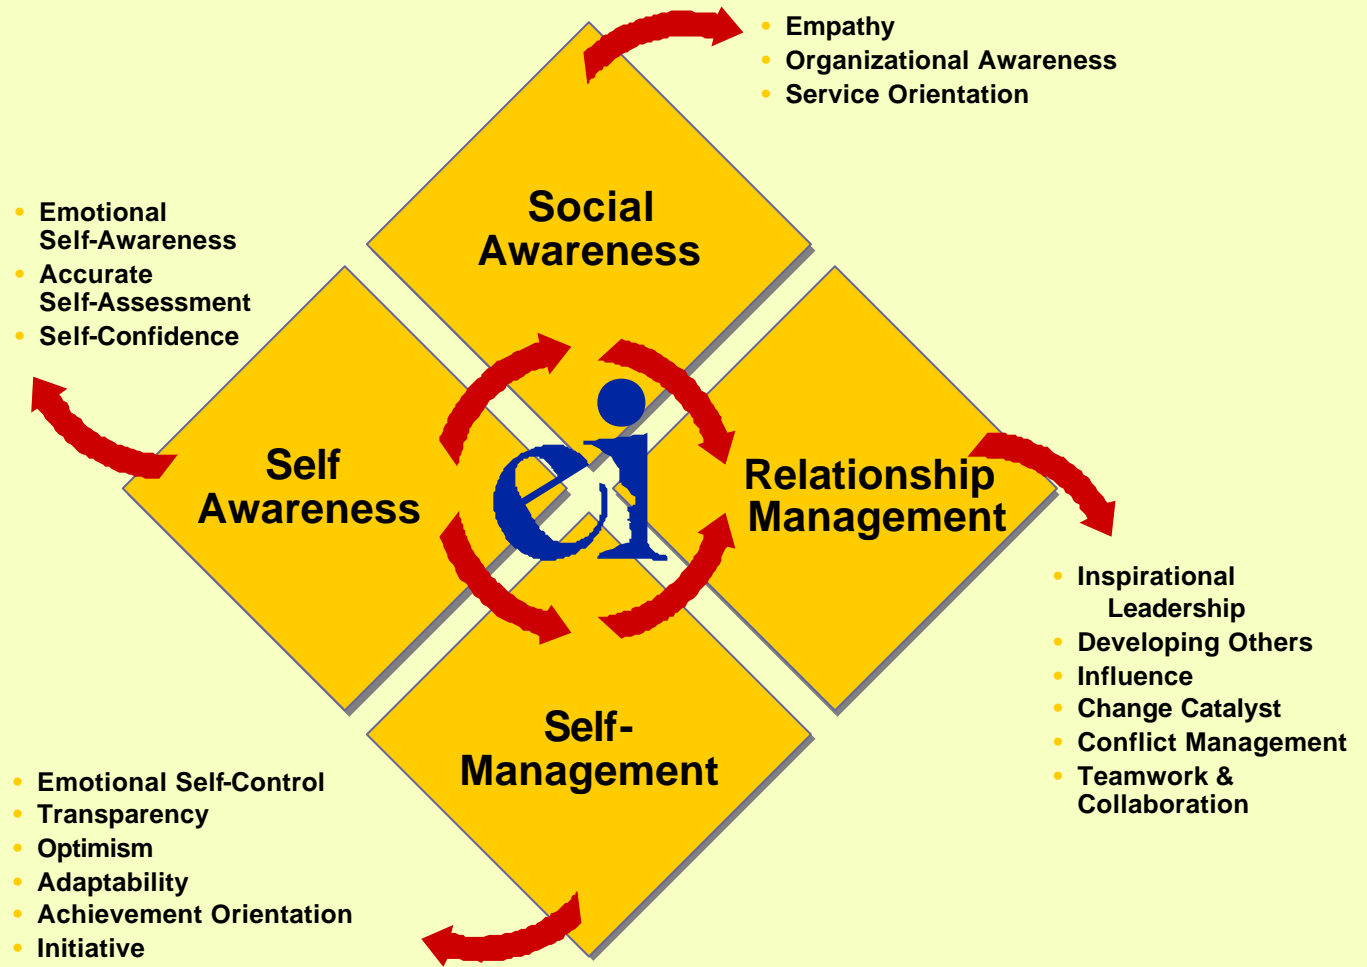 • Empathy
• Organizational Awareness
• Service Orientation
Social
Awareness
• Emotional
Self-Awareness
• Accurate
Self-Assessment
• Self-Confidence
Self
Awareness
ei
Relationship
Management
• Inspirational
Leadership
• Developing Others
• Influence
• Change Catalyst
• Conflict Management
• Teamwork &
Collaboration
Self-
Management
• Emotional Self-Control
• Transparency
• Optimism
• Adaptability
• Achievement Orientation
• Initiative